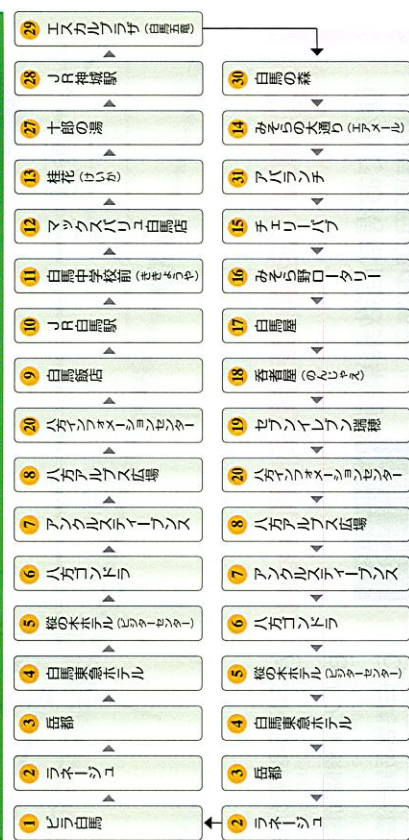 1 ビラ白馬
2 ラネージュ
3 岳都
4 白馬東急ホテル
5 樅の木ホテル(ビジターセンター)
6 八方ゴンドラ
7 アンクルスティーブンス
8 八方アルプス広場
20 八方インフォメーションセンター
9 白馬飯店
10 JR白馬駅
11 白馬中学校前(ききょうや)
12 マックスバリュ白馬店
13 桂花(けいか)
27 十郎の湯
28 JR神城駅
29 エスカルプラザ(白馬五竜)
30 白馬の森
14 みそらの大通り(エアメール)
31 アバランチ
15 チェリーパブ
16 みそら野ロータリー
17 白馬屋
18 呑者屋(のんじゃえ)
19 セブンイレブン瑞穂
20 八方インフォメーションセンター
8 八方アルプス広場
7 アンクルスティーブンス
6 八方ゴンドラ
5 樅の木ホテル(ビジターセンター)
4 白馬東急ホテル
3 岳都
2 ラネージュ